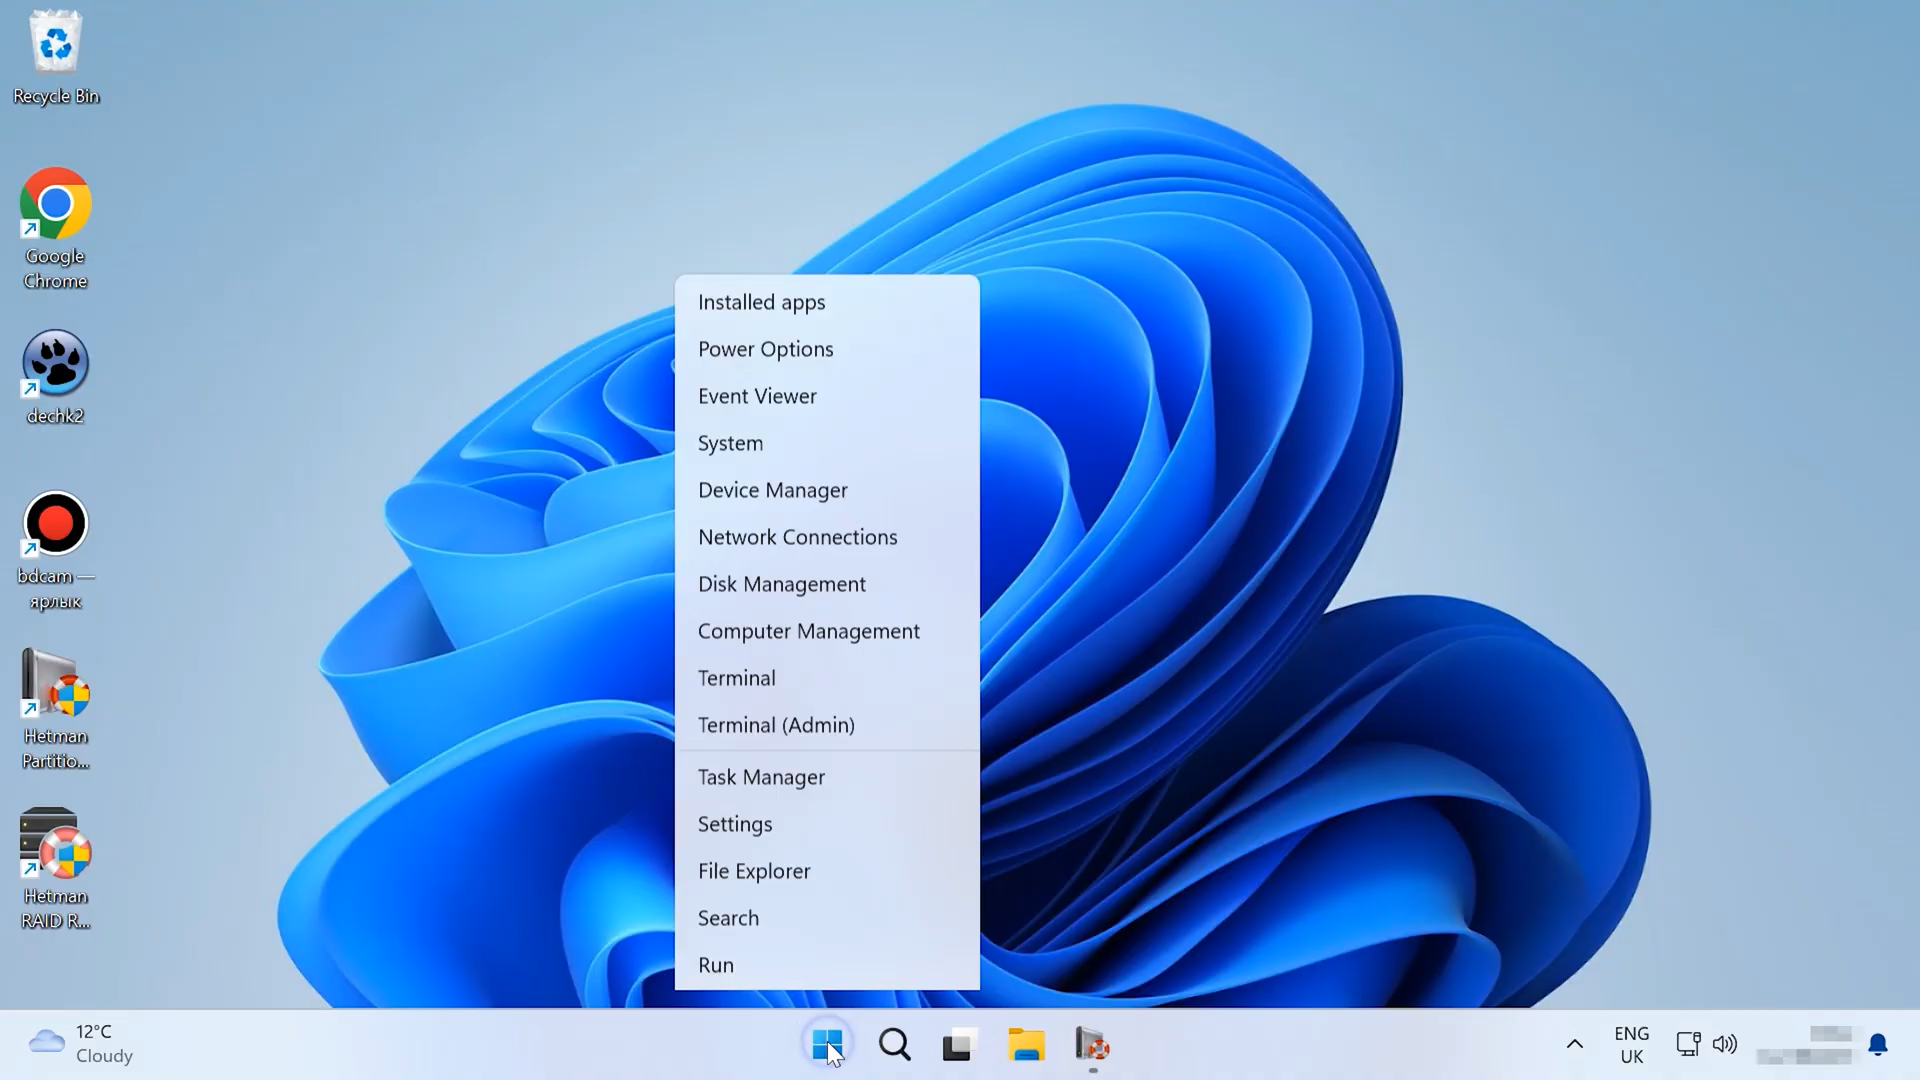 Recycle Bin
Google
Chrome
dechk2
bdcam —
ярлык
Hetman
Partitio...
Hetman
RAID R...
Installed apps
Power Options
Event Viewer
System
Device Manager
Network Connections
Disk Management
Computer Management
Terminal
Terminal (Admin)
Task Manager
Settings
File Explorer
Search
Run
12°C
Cloudy
ENG
UK